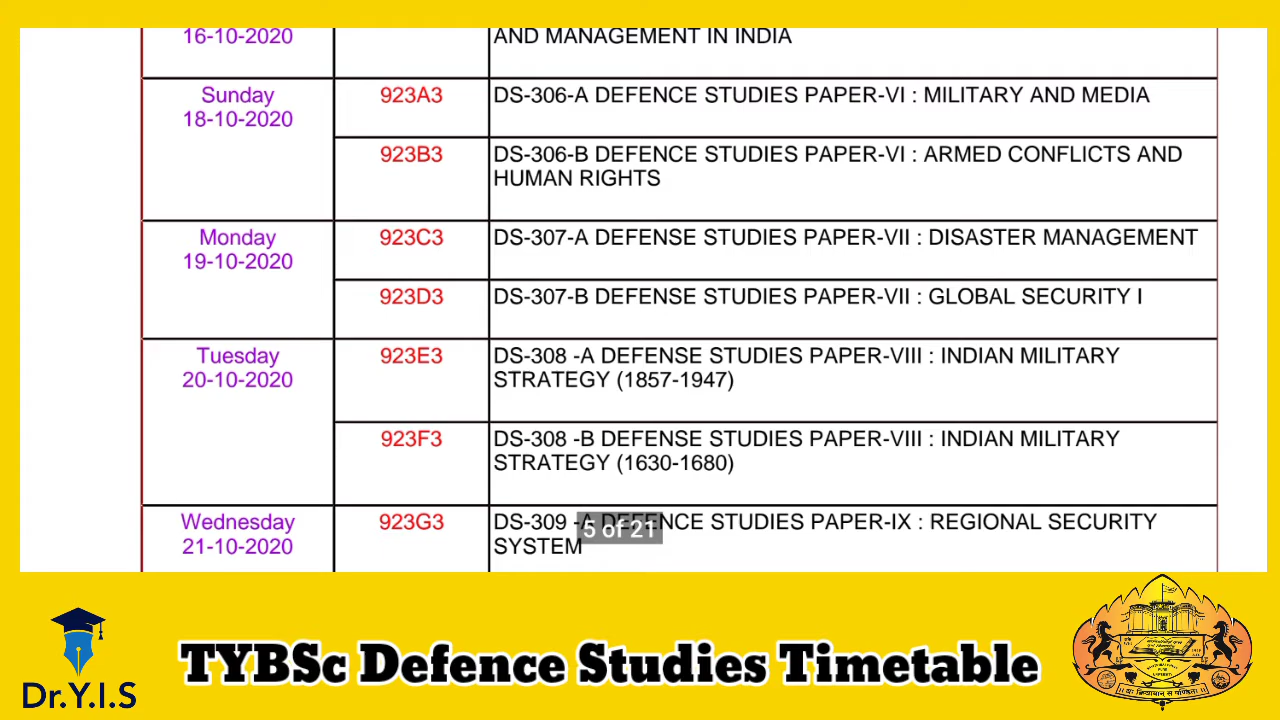 16-10-2020
AND MANAGEMENT IN INDIA
Sunday
18-10-2020
923A3
DS-306-A DEFENCE STUDIES PAPER-VI : MILITARY AND MEDIA
923B3
DS-306-B DEFENCE STUDIES PAPER-VI : ARMED CONFLICTS AND
HUMAN RIGHTS
Monday
19-10-2020
923C3
DS-307-A DEFENSE STUDIES PAPER-VII : DISASTER MANAGEMENT
923D3
DS-307-B DEFENSE STUDIES PAPER-VII : GLOBAL SECURITY I
Tuesday
20-10-2020
923E3
DS-308 -A DEFENSE STUDIES PAPER-VIII : INDIAN MILITARY
STRATEGY (1857-1947)
923F3
DS-308 -B DEFENSE STUDIES PAPER-VIII : INDIAN MILITARY
STRATEGY (1630-1680)
Wednesday
21-10-2020
923G3
DS-309 -A DEFENCE STUDIES PAPER-IX : REGIONAL SECURITY
SYSTEM
5 of 21
TYBSc Defence Studies Timetable
Dr.Y.I.S